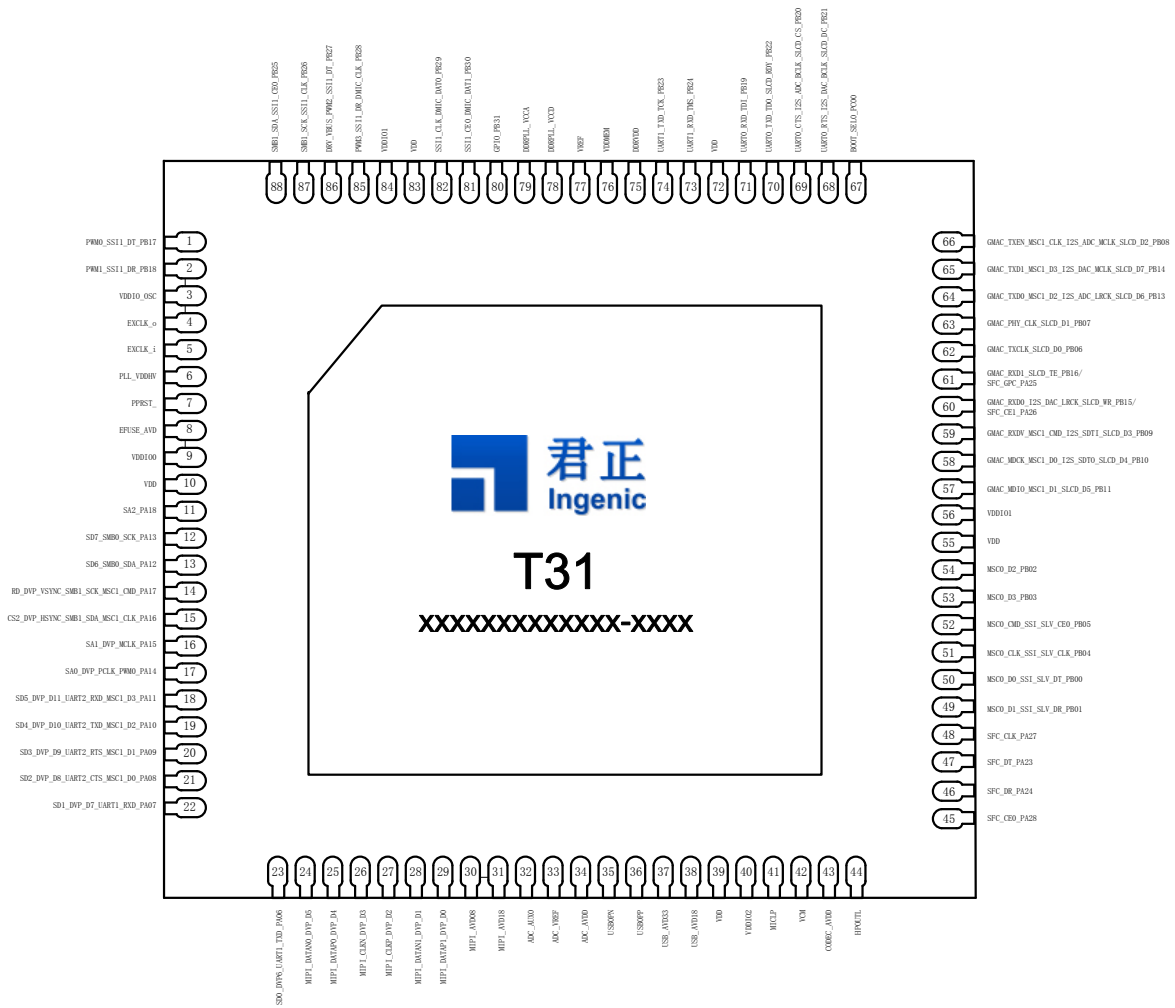 SMB1_SDA_SSI1_CE0_PB25
SMB1_SCK_SSI1_CLK_PB26
DRV_VBUS_PWM2_SSI1_DT_PB27
PWM3_SSI1_DR_DMIC_CLK_PB28
VDDIO1
VDD
SSI1_CLK_DMIC_DAT0_PB29
SSI1_CE0_DMIC_DAT1_PB30
GPIO_PB31
DDRPLL_VCCA
DDRPLL_VCCD
VREF
VDDMEM
DDRVDD
UART1_TXD_TCK_PB23
UART1_RXD_TMS_PB24
VDD
UART0_RXD_TDI_PB19
UART0_TXD_TDO_SLCD_RDY_PB22
UART0_CTS_I2S_ADC_BCLK_SLCD_CS_PB20
UART0_RTS_I2S_DAC_BCLK_SLCD_DC_PB21
BOOT_SEL0_PC00
88 87 86 85 84 83 82 81 80 79 78 77 76 75 74 73 72 71 70 69 68 67
PWM0_SSI1_DT_PB17 1
PWM1_SSI1_DR_PB18 2
VDDIO_OSC 3
EXCLK_o 4
EXCLK_i 5
PLL_VDDHV 6
PPRST_ 7
EFUSE_AVD 8
VDDIO0 9
VDD 10
SA2_PA18 11
SD7_SMB0_SCK_PA13 12
SD6_SMB0_SDA_PA12 13
RD_DVP_VSYNC_SMB1_SCK_MSC1_CMD_PA17 14
CS2_DVP_HSYNC_SMB1_SDA_MSC1_CLK_PA16 15
SA1_DVP_MCLK_PA15 16
SA0_DVP_PCLK_PWM0_PA14 17
SD5_DVP_D11_UART2_RXD_MSC1_D3_PA11 18
SD4_DVP_D10_UART2_TXD_MSC1_D2_PA10 19
SD3_DVP_D9_UART2_RTS_MSC1_D1_PA09 20
SD2_DVP_D8_UART2_CTS_MSC1_D0_PA08 21
SD1_DVP_D7_UART1_RXD_PA07 22
君正
Ingenic
T31
XXXXXXXXXXXXX-XXXX
66 GMAC_TXEN_MSC1_CLK_I2S_ADC_MCLK_SLCD_D2_PB08
65 GMAC_TXD1_MSC1_D3_I2S_DAC_MCLK_SLCD_D7_PB14
64 GMAC_TXD0_MSC1_D2_I2S_ADC_LRCK_SLCD_D6_PB13
63 GMAC_PHY_CLK_SLCD_D1_PB07
62 GMAC_TXCLK_SLCD_D0_PB06
61 GMAC_RXD1_SLCD_TE_PB16/
SFC_GPC_PA25
60 GMAC_RXD0_I2S_DAC_LRCK_SLCD_WR_PB15/
SFC_CE1_PA26
59 GMAC_RXDV_MSC1_CMD_I2S_SDTI_SLCD_D3_PB09
58 GMAC_MDCK_MSC1_D0_I2S_SDTO_SLCD_D4_PB10
57 GMAC_MDIO_MSC1_D1_SLCD_D5_PB11
56 VDDIO1
55 VDD
54 MSC0_D2_PB02
53 MSC0_D3_PB03
52 MSC0_CMD_SSI_SLV_CE0_PB05
51 MSC0_CLK_SSI_SLV_CLK_PB04
50 MSC0_D0_SSI_SLV_DT_PB00
49 MSC0_D1_SSI_SLV_DR_PB01
48 SFC_CLK_PA27
47 SFC_DT_PA23
46 SFC_DR_PA24
45 SFC_CE0_PA28
23 24 25 26 27 28 29 30 31 32 33 34 35 36 37 38 39 40 41 42 43 44
SD0_DVP6_UART1_TXD_PA06
MIPI_DATAN0_DVP_D5
MIPI_DATAP0_DVP_D4
MIPI_CLKN_DVP_D3
MIPI_CLKP_DVP_D2
MIPI_DATAN1_DVP_D1
MIPI_DATAP1_DVP_D0
MIPI_AVD08
MIPI_AVD18
ADC_AUX0
ADC_VREF
ADC_AVDD
USB0PN
USB0PP
USB_AVD33
USB_AVD18
VDD
VDDIO2
MICLP
VCM
CODEC_AVDD
HPOUTL